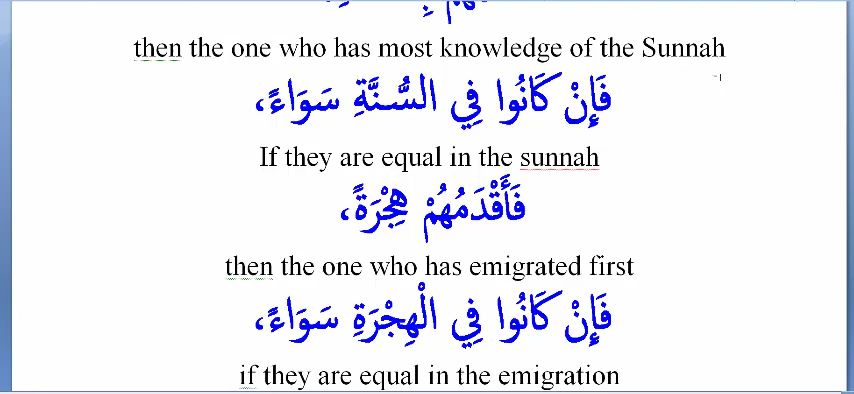 then the one who has most knowledge of the Sunnah
فَإِنْ كَانُوا فِي السُّنَّةِ سَوَاءً،
If they are equal in the sunnah
فَأَقْدَمُهُمْ هِجْرَةً،
then the one who has emigrated first
فَإِنْ كَانُوا فِي الْهِجْرَةِ سَوَاءً،
if they are equal in the emigration